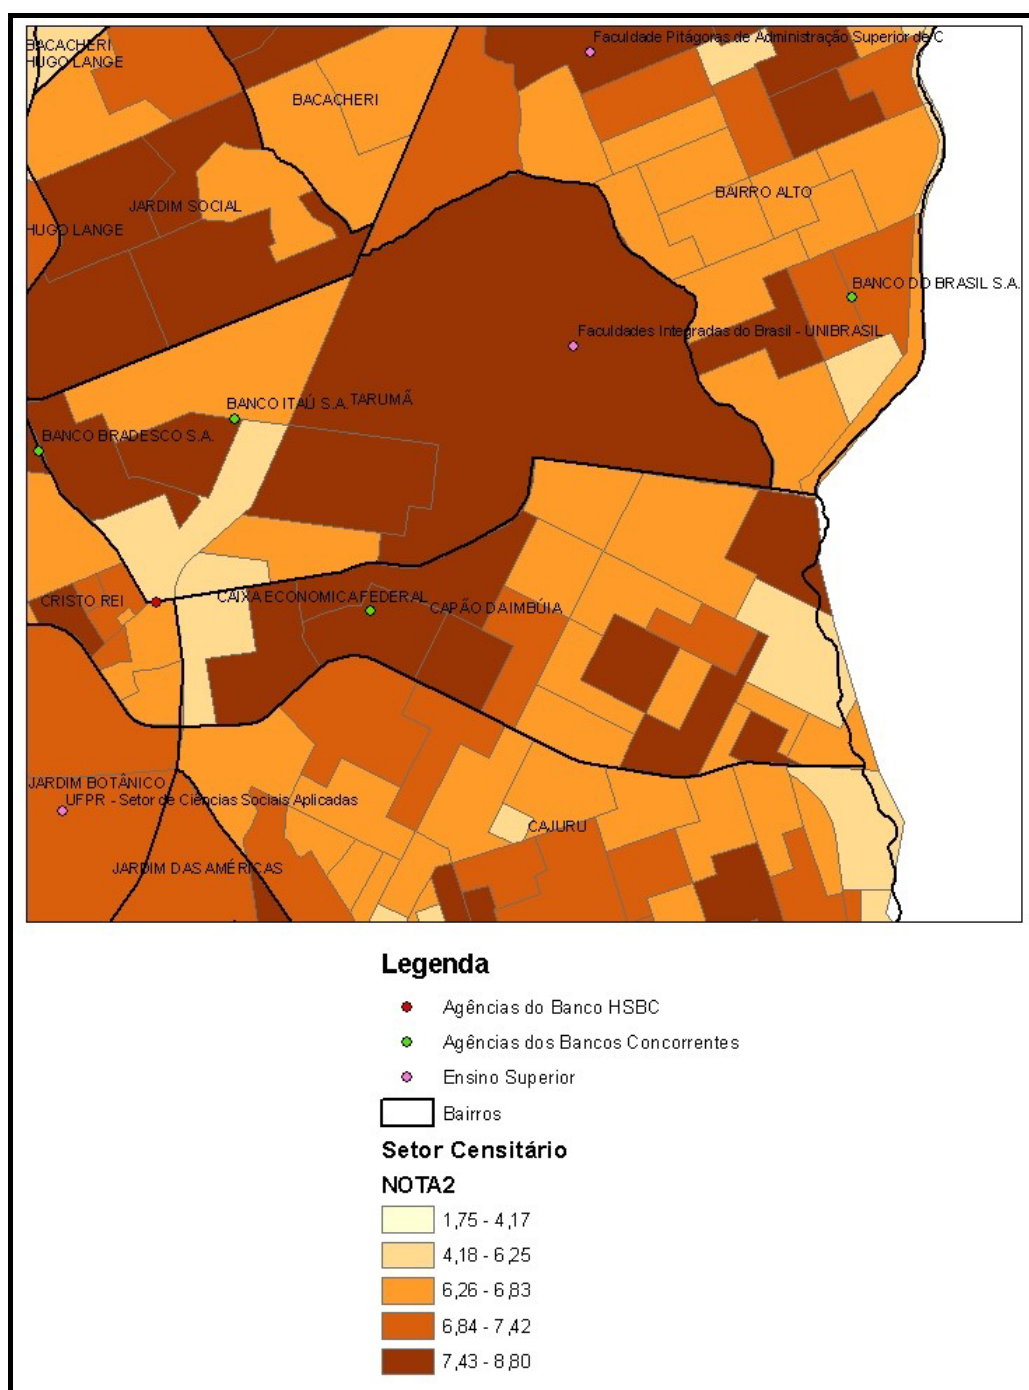 Faculdade Pitágoras de Administração Superior de C
BACACHERI
HUGO LANGE
BACACHERI
BAIRRO ALTO
JARDIM SOCIAL
HUGO LANGE
BANCO DO BRASIL S.A.
Faculdades Integradas do Brasil - UNIBRASIL
BANCO ITAÚ S.A.
TARUMÃ
BANCO BRADESCO S.A.
CRISTO REI
CAIXA ECONOMICA FEDERAL
CAPÃO DA IMBÚIA
JARDIM BOTÂNICO
UFPR - Setor de Ciências Sociais Aplicadas
CAJURU
JARDIM DAS AMÉRICAS
Legenda
Agências do Banco HSBC
Agências dos Bancos Concorrentes
Ensino Superior
Bairros
Setor Censitário
NOTA2
1,75 - 4,17
4,18 - 6,25
6,26 - 6,83
6,84 - 7,42
7,43 - 8,80